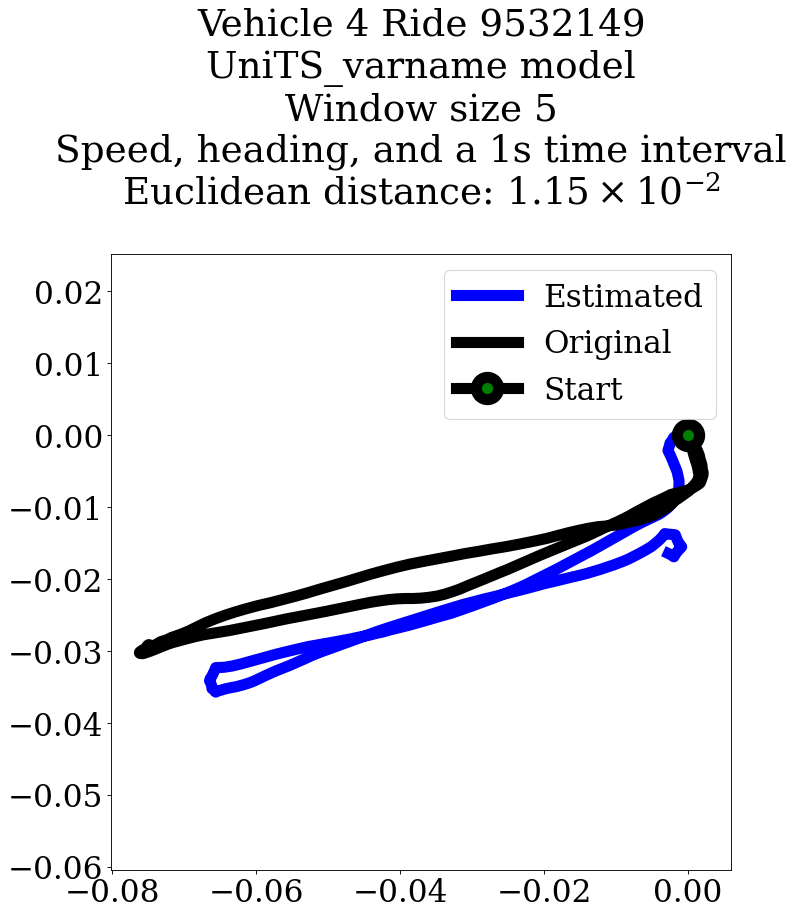 Vehicle 4 Ride 9532149
UniTS_varname model
Window size 5
Speed, heading, and a 1s time interval
Euclidean distance: 1.15 × 10⁻²
Estimated
Original
Start
0.02
0.01
0.00
−0.01
−0.02
−0.03
−0.04
−0.05
−0.06
−0.08 −0.06 −0.04 −0.02 0.00